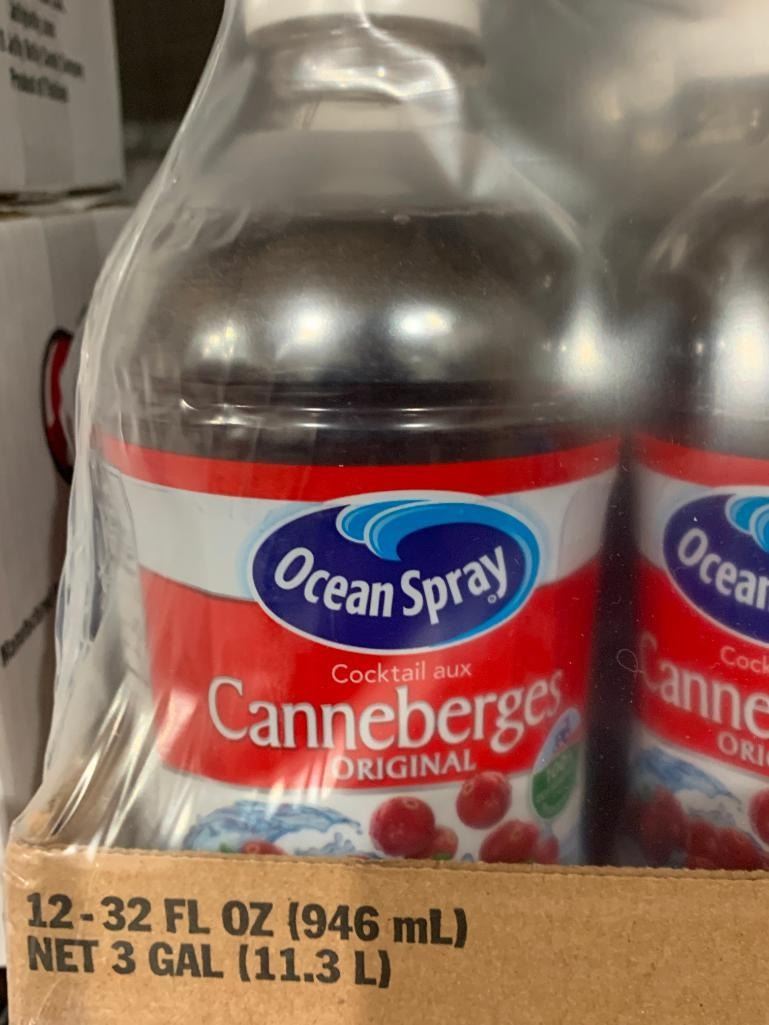 Ocean Spray®
Cocktail aux
Canneberges
ORIGINAL
Ocean
Cock
Canne
ORI
12-32 FL OZ (946 mL)
NET 3 GAL (11.3 L)